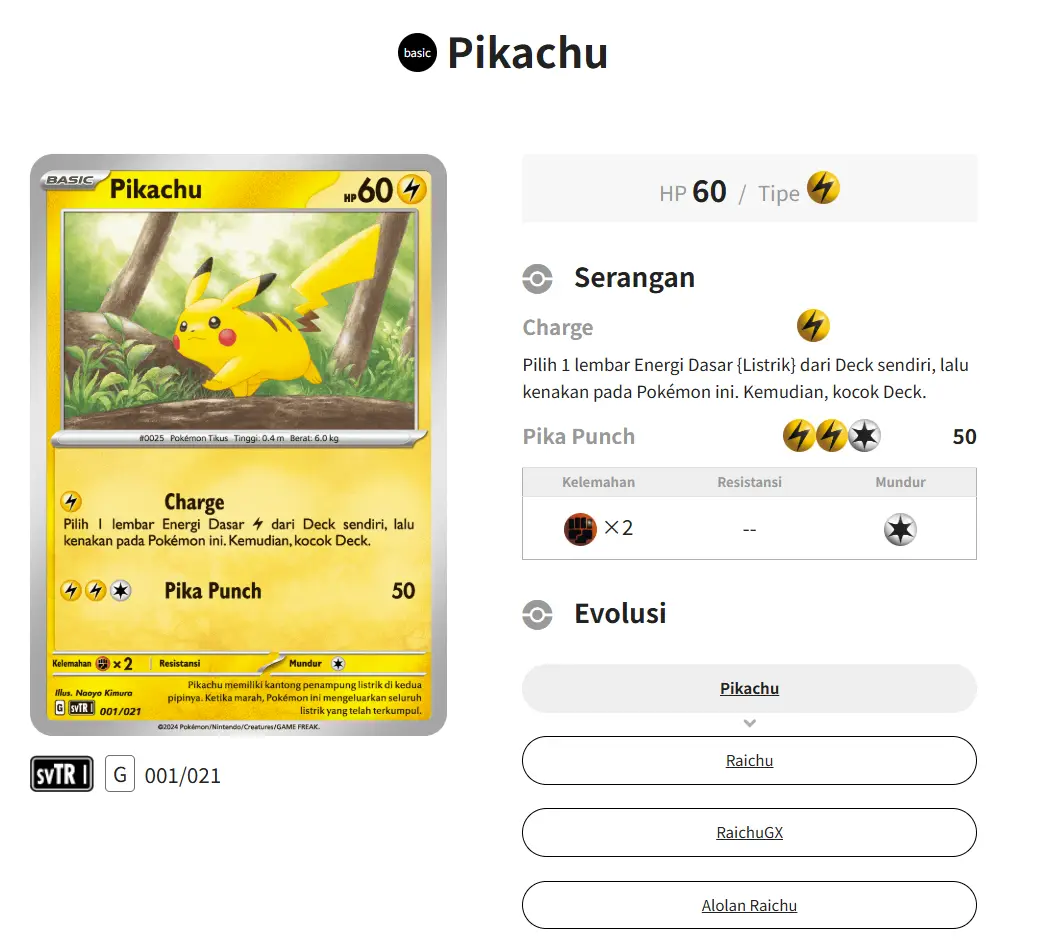 basic Pikachu
BASIC Pikachu HP 60
#0025 Pokémon Tikus Tinggi: 0.4 m Berat: 6.0 kg
Charge
Pilih 1 lembar Energi Dasar dari Deck sendiri, lalu
kenakan pada Pokémon ini. Kemudian, kocok Deck.
Pika Punch 50
Kelemahan ×2 Resistansi Mundur
Illus. Naoyo Kimura
G svTR I 001/021
Pikachu memiliki kantong penampung listrik di kedua
pipinya. Ketika marah, Pokémon ini mengeluarkan seluruh
listrik yang telah terkumpul.
©2024 Pokémon/Nintendo/Creatures/GAME FREAK.
svTR I G 001/021
HP 60 / Tipe
Serangan
Charge
Pilih 1 lembar Energi Dasar {Listrik} dari Deck sendiri, lalu
kenakan pada Pokémon ini. Kemudian, kocok Deck.
Pika Punch 50
Kelemahan Resistansi Mundur
×2 --
Evolusi
Pikachu
Raichu
RaichuGX
Alolan Raichu